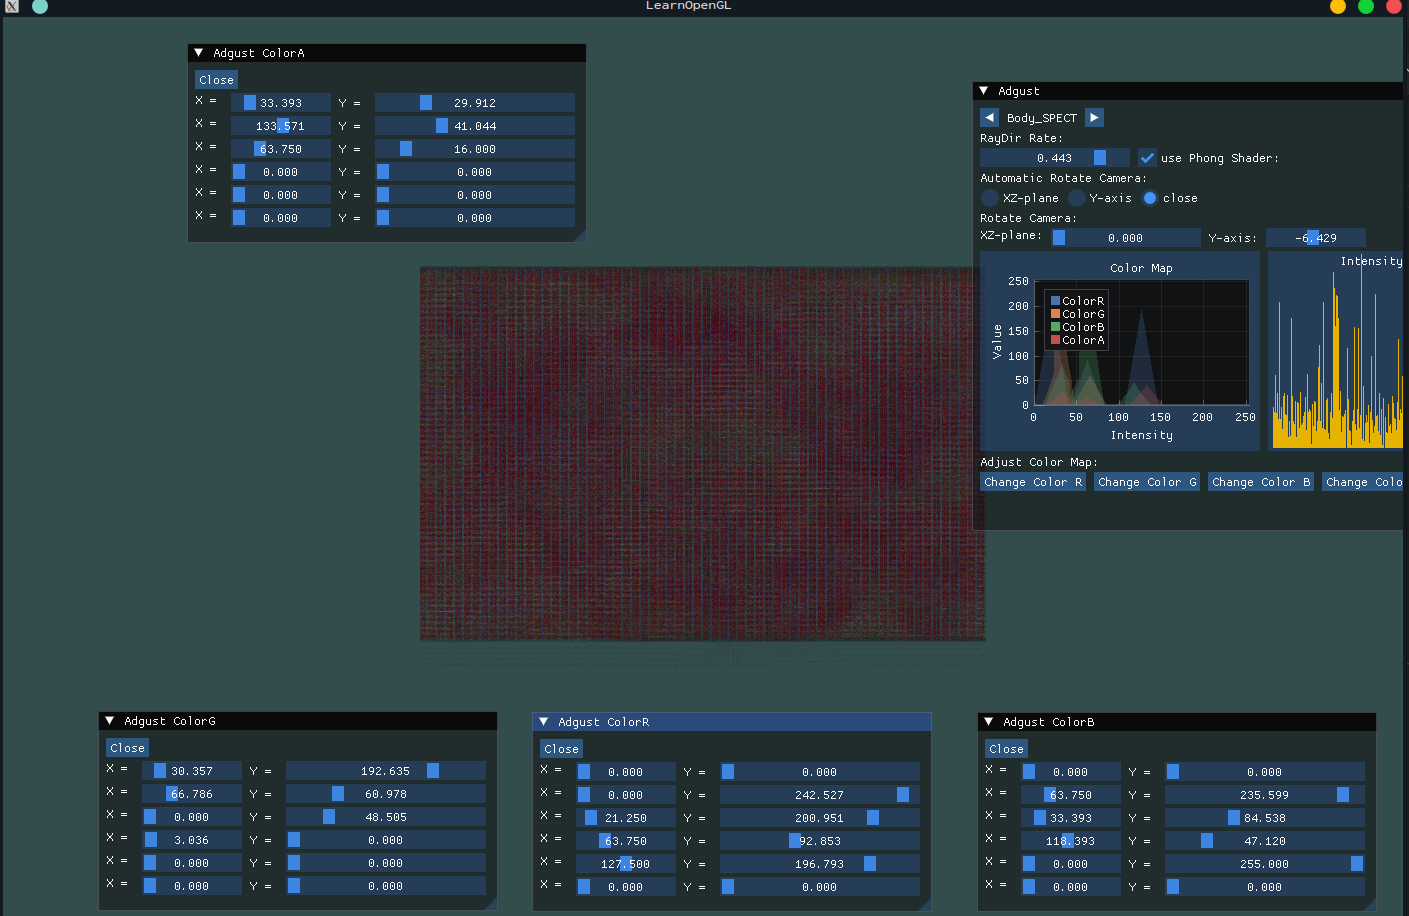 LearnOpenGL
Adgust ColorA
Close
X = 33.393 Y = 29.912
X = 133.571 Y = 41.044
X = 63.750 Y = 16.000
X = 0.000 Y = 0.000
X = 0.000 Y = 0.000
X = 0.000 Y = 0.000
Adjust
Body_SPECT
RayDir Rate:
0.443 use Phong Shader:
Automatic Rotate Camera:
XZ-plane Y-axis close
Rotate Camera:
XZ-plane: 0.000 Y-axis: -6.429
Color Map
Intensity
250
200
150
100
50
0
Value
ColorR
ColorG
ColorB
ColorA
0 50 100 150 200 250
Intensity
Adjust Color Map:
Change Color R Change Color G Change Color B Change Colo
Adgust ColorG
Close
X = 30.357 Y = 192.635
X = 66.786 Y = 60.978
X = 0.000 Y = 48.505
X = 3.036 Y = 0.000
X = 0.000 Y = 0.000
X = 0.000 Y = 0.000
Adgust ColorR
Close
X = 0.000 Y = 0.000
X = 0.000 Y = 242.527
X = 21.250 Y = 200.951
X = 63.750 Y = 92.853
X = 127.500 Y = 196.793
X = 0.000 Y = 0.000
Adgust ColorB
Close
X = 0.000 Y = 0.000
X = 63.750 Y = 235.599
X = 33.393 Y = 84.538
X = 118.393 Y = 47.120
X = 0.000 Y = 255.000
X = 0.000 Y = 0.000